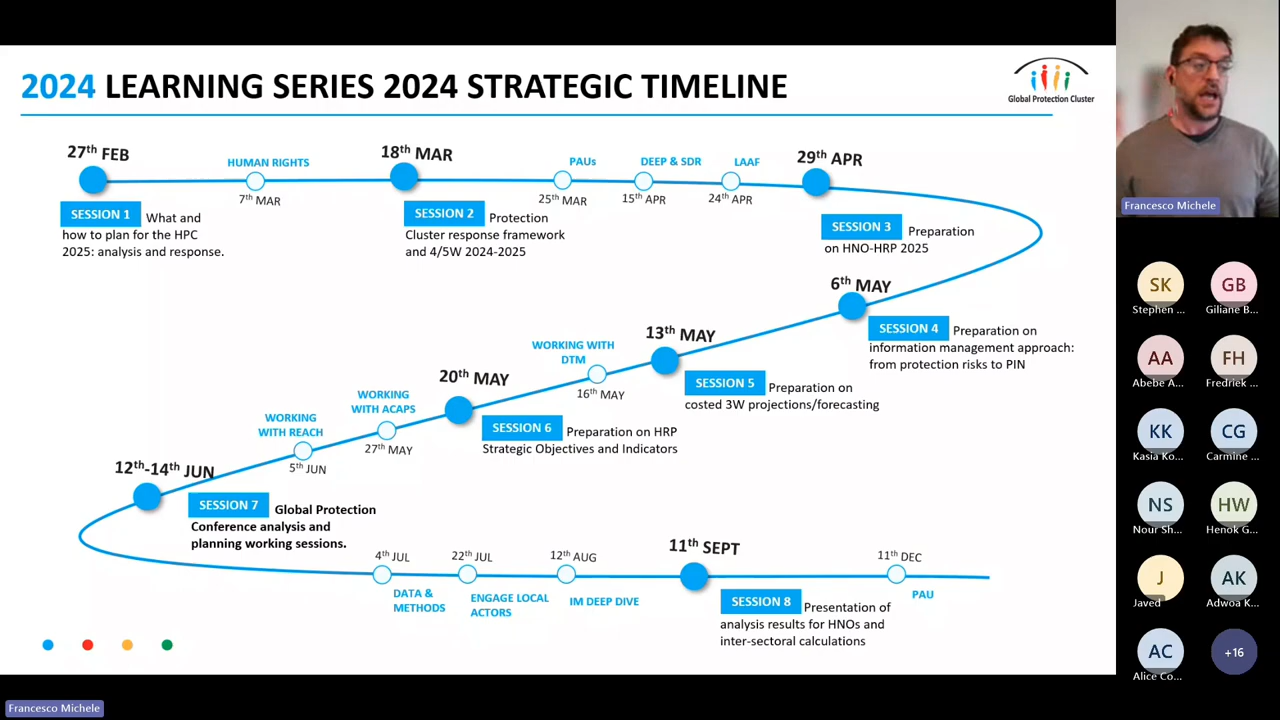 2024 LEARNING SERIES 2024 STRATEGIC TIMELINE
Global Protection Cluster
27th FEB
HUMAN RIGHTS
7th MAR
18th MAR
PAUs
25th MAR
DEEP & SDR
15th APR
LAAF
24th APR
29th APR
SESSION 1 What and
how to plan for the HPC
2025: analysis and response.
SESSION 2 Protection
Cluster response framework
and 4/5W 2024-2025
SESSION 3 Preparation
on HNO-HRP 2025
6th MAY
SESSION 4 Preparation on
information management approach:
from protection risks to PIN
13th MAY
SESSION 5 Preparation on
costed 3W projections/forecasting
WORKING WITH
DTM
16th MAY
20th MAY
SESSION 6 Preparation on HRP
Strategic Objectives and Indicators
WORKING
WITH ACAPS
27th MAY
WORKING
WITH REACH
5th JUN
12th-14th JUN
SESSION 7 Global Protection
Conference analysis and
planning working sessions.
4th JUL
DATA &
METHODS
22th JUL
ENGAGE LOCAL
ACTORS
12th AUG
IM DEEP DIVE
11th SEPT
SESSION 8 Presentation of
analysis results for HNOs and
inter-sectoral calculations
11th DEC
PAU
Francesco Michele
SK
Stephen ...
GB
Giliane B...
AA
Abebe A...
FH
Fredriek ...
KK
Kasia Ko...
CG
Carmine ...
NS
Nour Sh...
HW
Henok G...
J
Javed
AK
Adwoa K...
AC
Alice Co...
+16
Francesco Michele